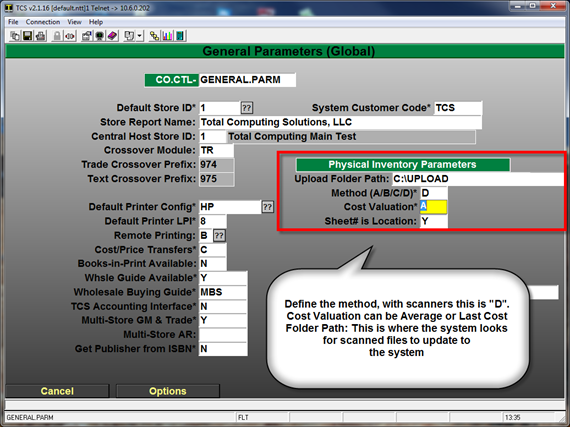 TCS v2.1.16 [default.ntt]1 Telnet -> 10.6.0.202
File Connection View Help
General Parameters (Global)
CO.CTL- GENERAL.PARM
Default Store ID* 1 ?? System Customer Code* TCS
Store Report Name: Total Computing Solutions, LLC
Central Host Store ID: 1 Total Computing Main Test
Crossover Module: TR
Trade Crossover Prefix: 974
Text Crossover Prefix: 975
Physical Inventory Parameters
Upload Folder Path: C:\UPLOAD
Method (A/B/C/D)* D
Cost Valuation* A
Sheet# is Location: Y
Default Printer Config* HP ??
Default Printer LPI* 8
Remote Printing: B ??
Cost/Price Transfers* C
Books-in-Print Available: N
Whsle Guide Available* Y
Wholesale Buying Guide* MBS
TCS Accounting Interface* N
Multi-Store GM & Trade* Y
Multi-Store AR:
Get Publisher from ISBN* N
Define the method, with scanners this is "D".
Cost Valuation can be Average or Last Cost
Folder Path: This is where the system looks
for scanned files to update to
the system
Cancel Options
GENERAL.PARM FLT 13:35